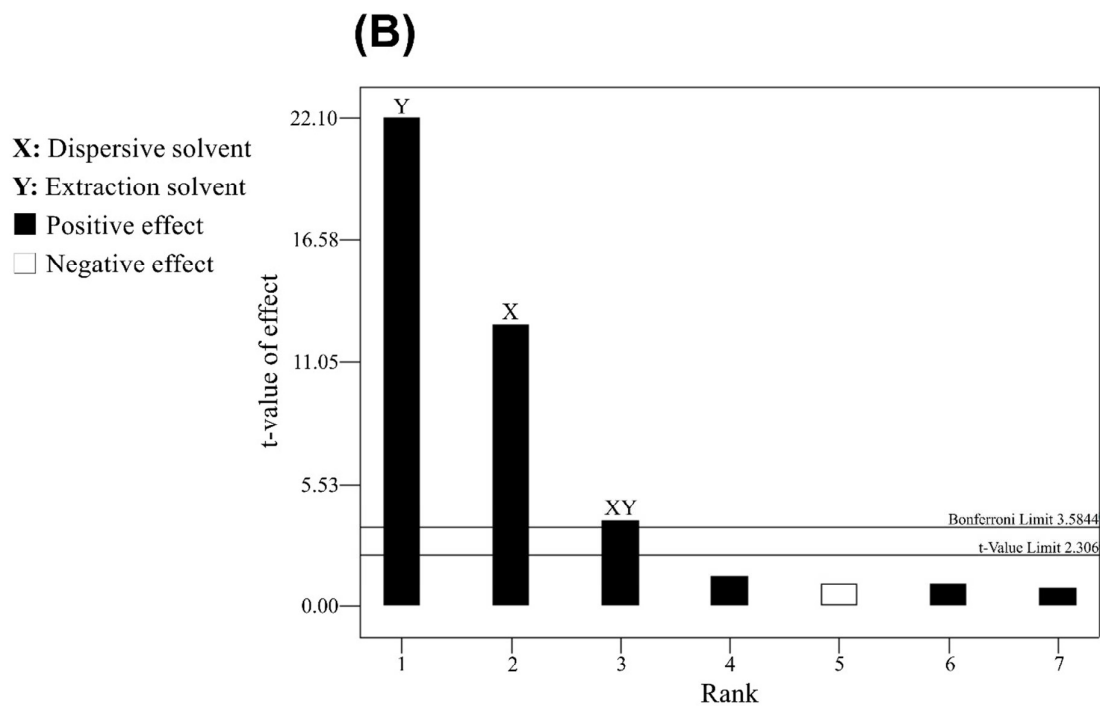 (B)
X: Dispersive solvent
Y: Extraction solvent
Positive effect
Negative effect
t-value of effect
22.10
16.58
11.05
5.53
0.00
Y
X
XY
Bonferroni Limit 3.5844
t-Value Limit 2.306
1 2 3 4 5 6 7
Rank